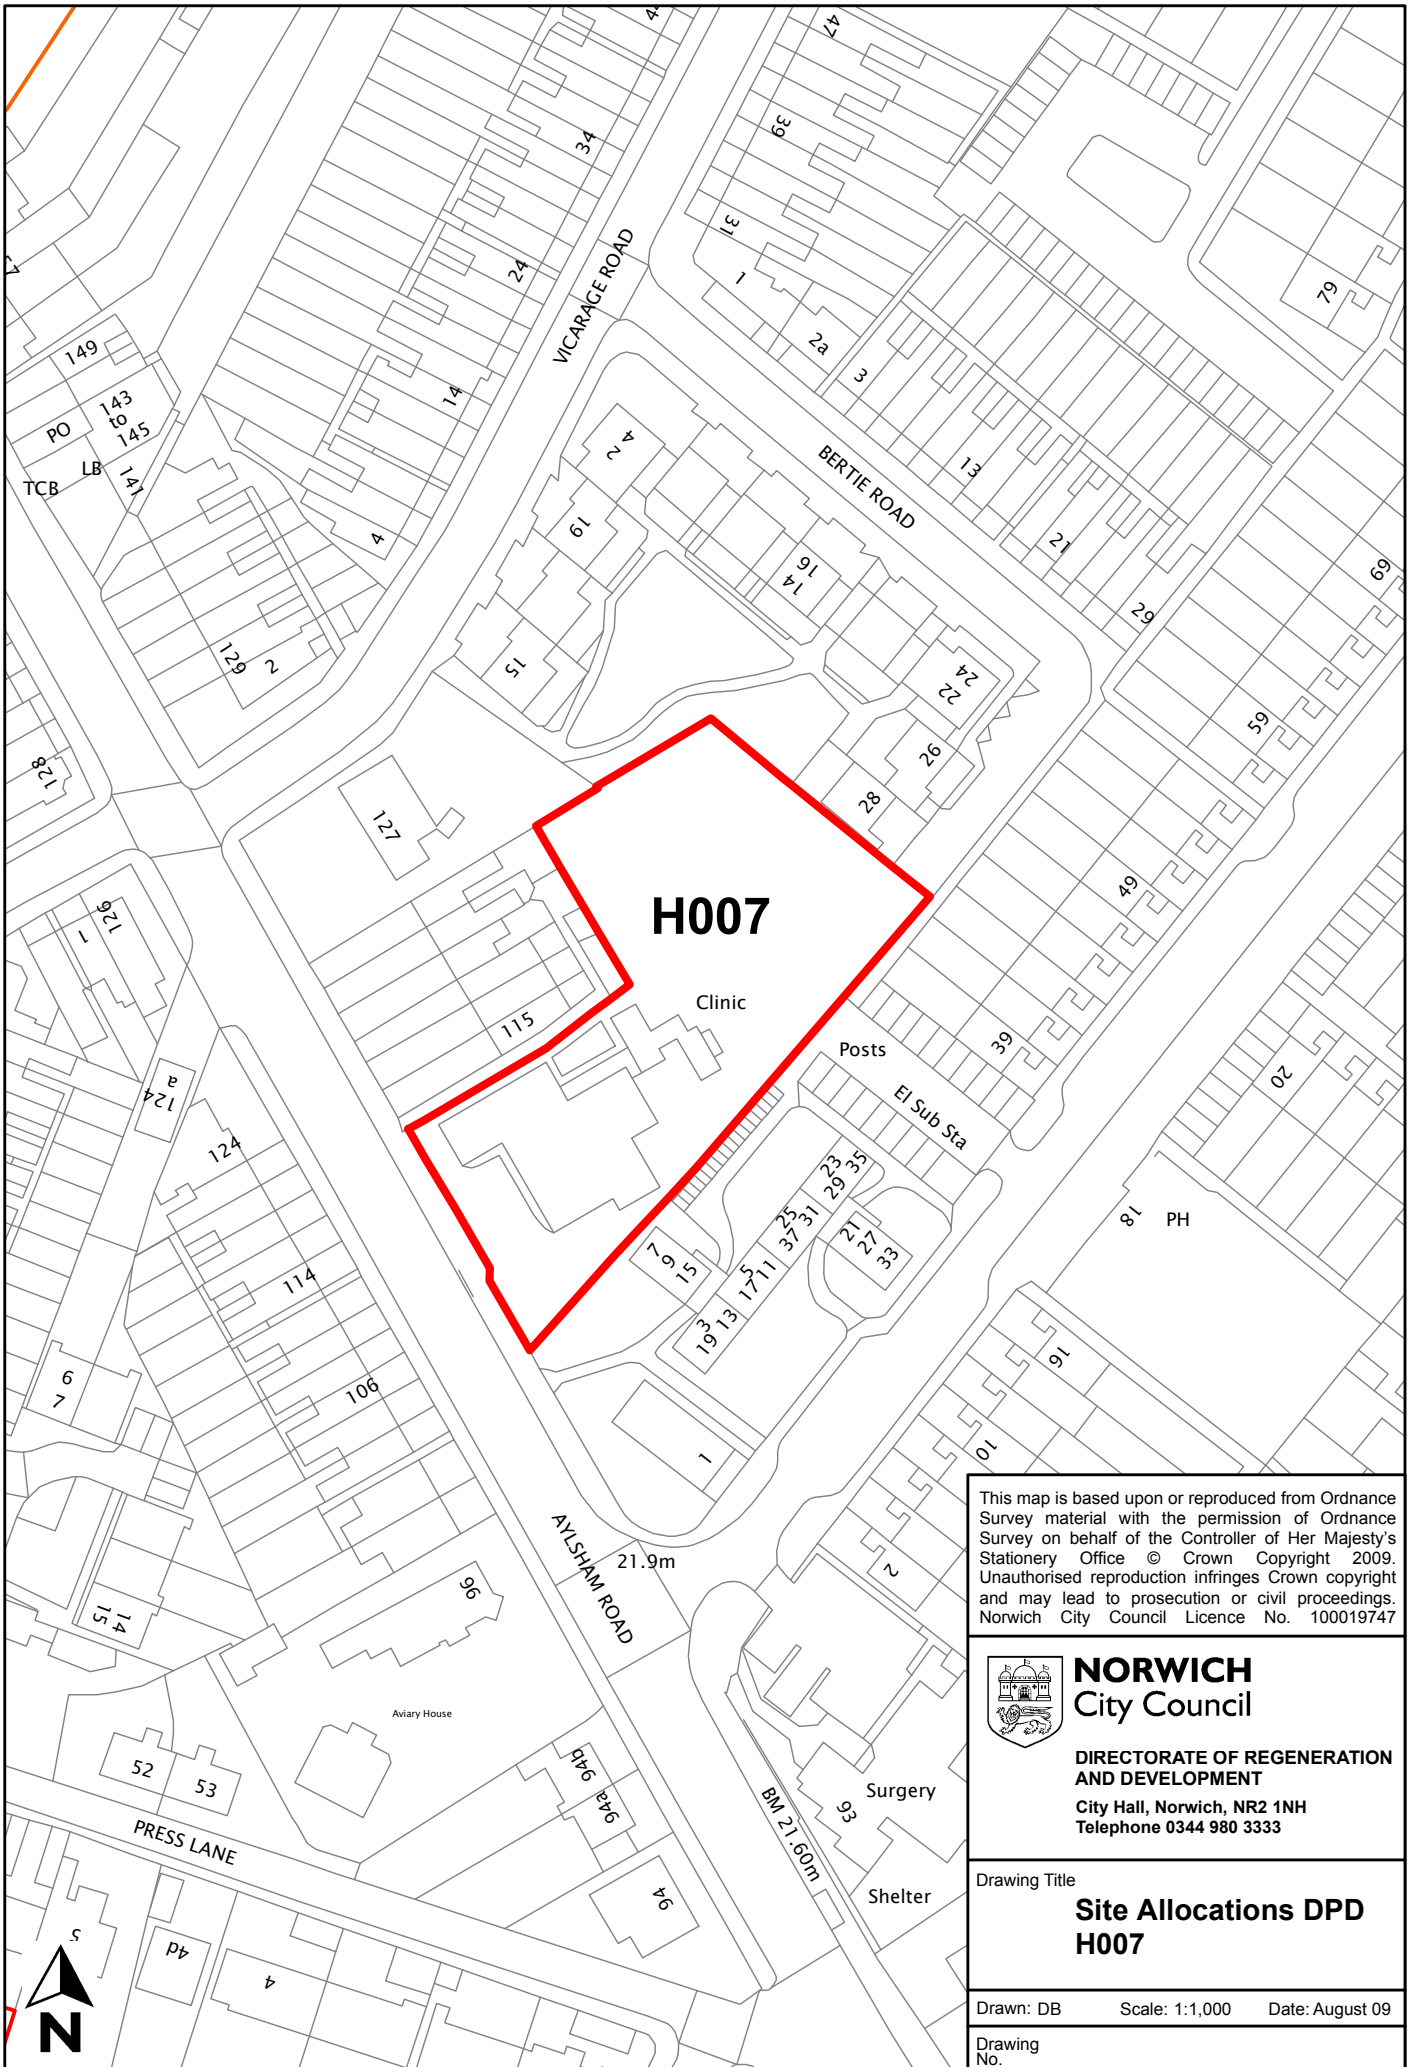 44
47
34
39
31
24
VICARAGE ROAD
1
79
2a
3
149
14
143
to
145
PO
LB
141
TCB
2 4
BERTIE ROAD
13
19
21
4
16
14
69
29
129
2
15
24
22
59
128
26
28
127
49
H007
126
1
Clinic
115
39
Posts
20
124
a
El Sub Sta
124
23 35
29
25
31
37
21
27
33
18
PH
7
9
15
5
11
17
3
13
19
114
6
7
106
16
10
1
AYLSHAM ROAD
21.9m
2
96
14
15
Aviary House
52
53
94b
94a
PRESS LANE
BM 21.60m
Surgery
93
94
Shelter
5
4d
4
N
This map is based upon or reproduced from Ordnance
Survey material with the permission of Ordnance
Survey on behalf of the Controller of Her Majesty's
Stationery Office © Crown Copyright 2009.
Unauthorised reproduction infringes Crown copyright
and may lead to prosecution or civil proceedings.
Norwich City Council Licence No. 100019747
NORWICH
City Council
DIRECTORATE OF REGENERATION
AND DEVELOPMENT
City Hall, Norwich, NR2 1NH
Telephone 0344 980 3333
Drawing Title
Site Allocations DPD
H007
Drawn: DB Scale: 1:1,000 Date: August 09
Drawing
No.